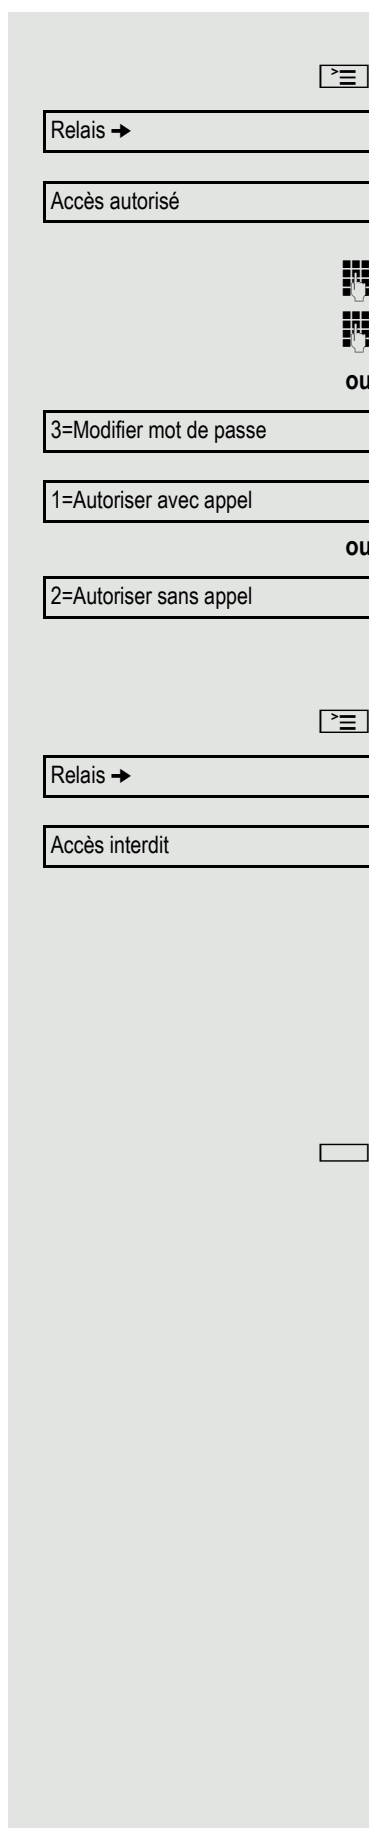 Relais ➔
Accès autorisé
ou
3=Modifier mot de passe
1=Autoriser avec appel
ou
2=Autoriser sans appel
Relais ➔
Accès interdit